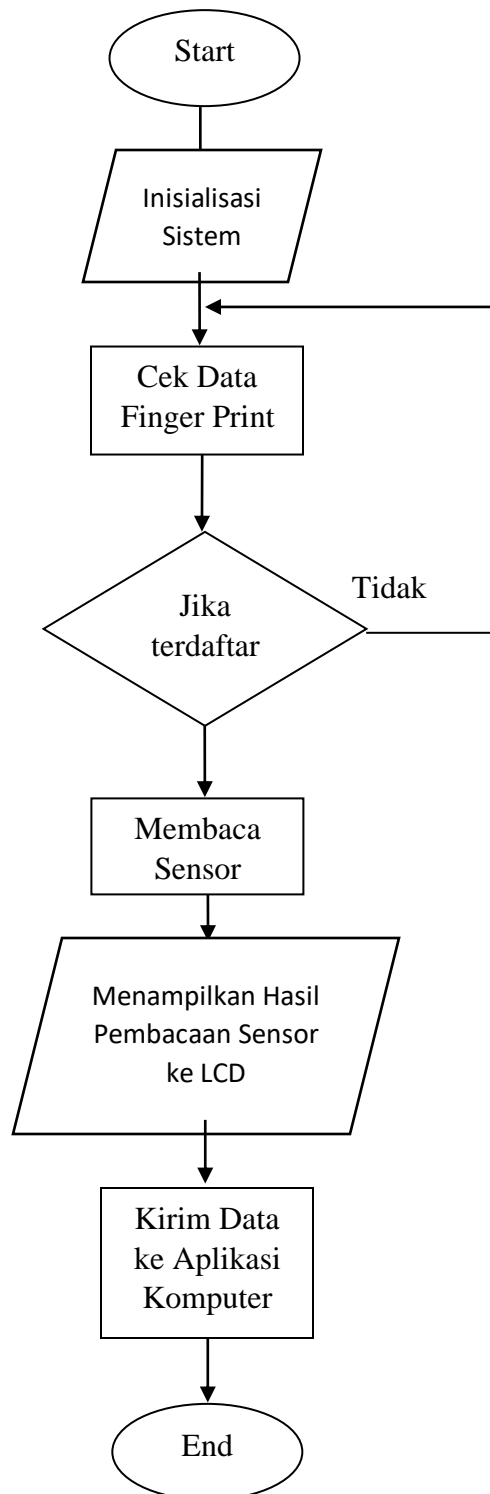 Start
Inisialisasi
Sistem
Cek Data
Finger Print
Jika
terdaftar
Tidak
Membaca
Sensor
Menampilkan Hasil
Pembacaan Sensor
ke LCD
Kirim Data
ke Aplikasi
Komputer
End